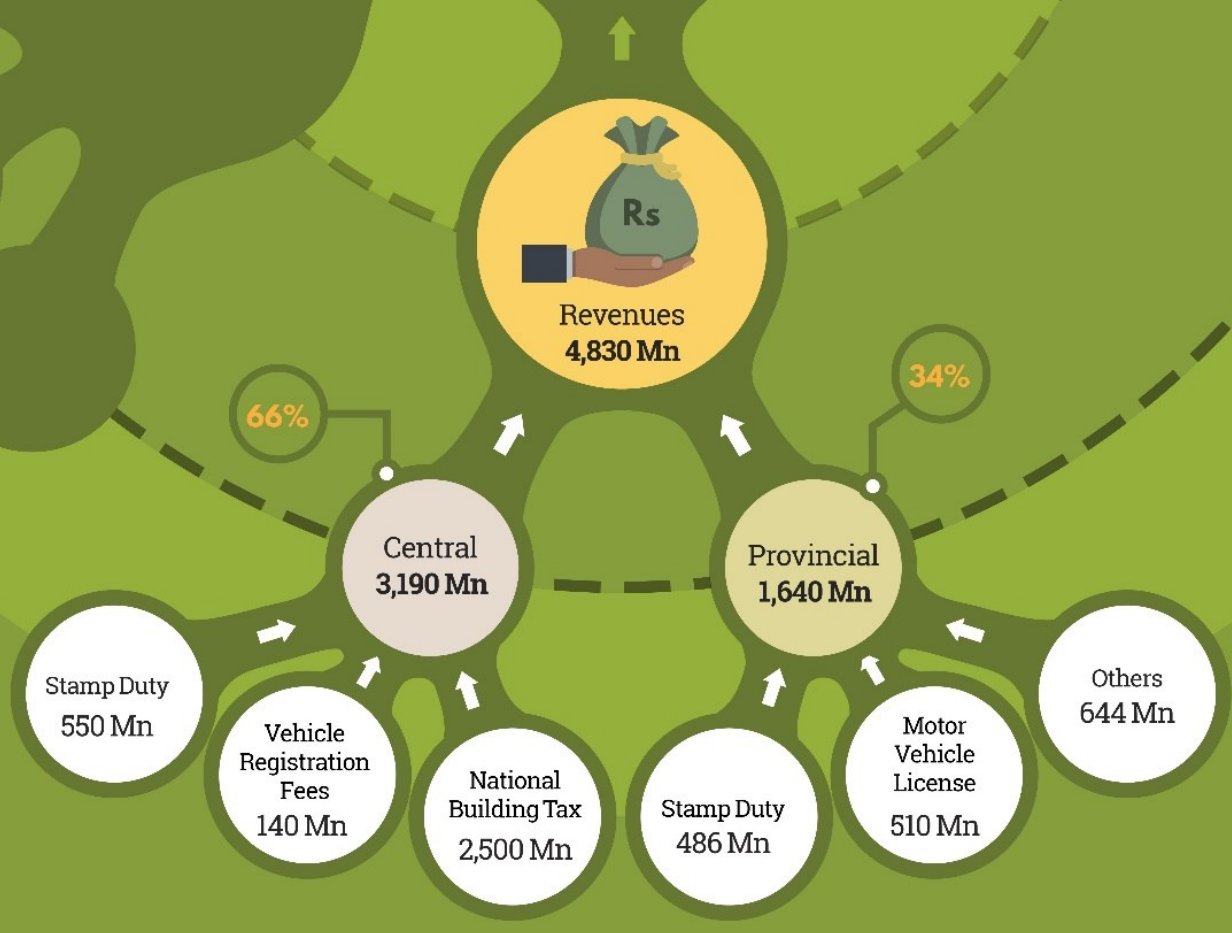 Rs
Revenues
4,830 Mn
66%
34%
Central
3,190 Mn
Provincial
1,640 Mn
Stamp Duty
550 Mn
Vehicle
Registration
Fees
140 Mn
National
Building Tax
2,500 Mn
Stamp Duty
486 Mn
Motor
Vehicle
License
510 Mn
Others
644 Mn